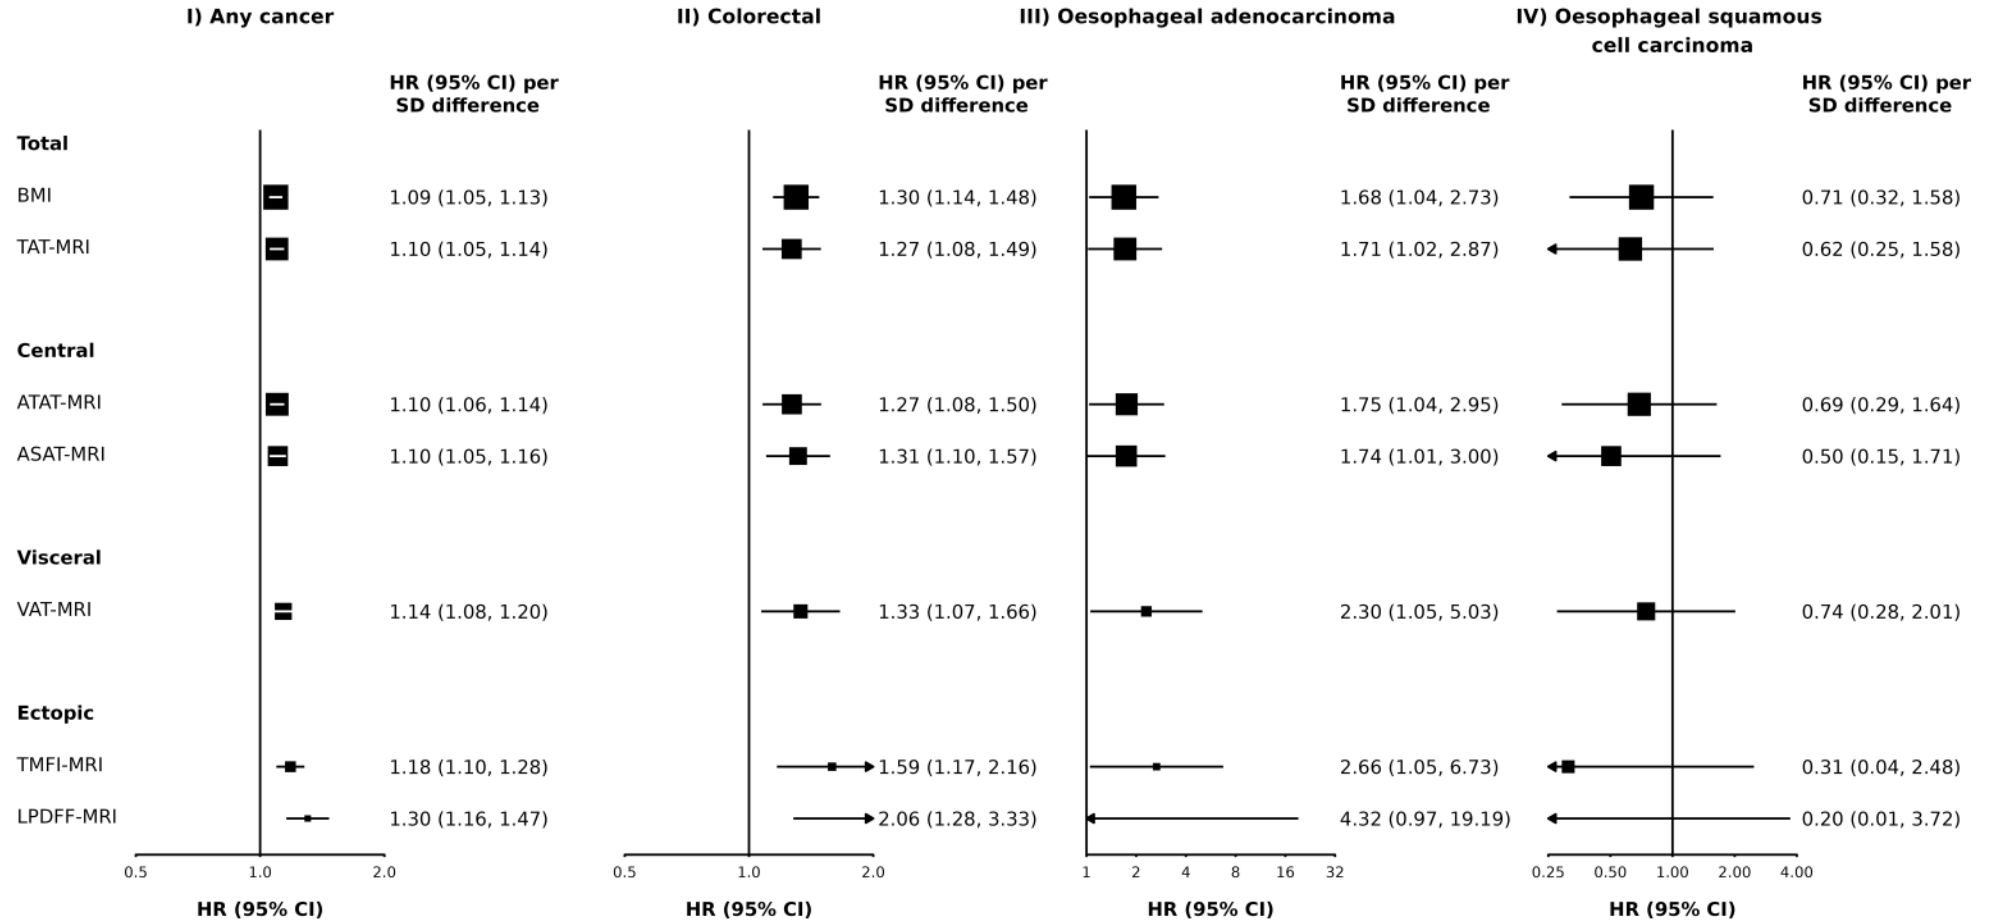 I) Any cancer II) Colorectal III) Oesophageal adenocarcinoma IV) Oesophageal squamous
cell carcinoma
HR (95% CI) per HR (95% CI) per HR (95% CI) per HR (95% CI) per
SD difference SD difference SD difference SD difference
Total
BMI 1.09 (1.05, 1.13) 1.30 (1.14, 1.48) 1.68 (1.04, 2.73) 0.71 (0.32, 1.58)
TAT-MRI 1.10 (1.05, 1.14) 1.27 (1.08, 1.49) 1.71 (1.02, 2.87) 0.62 (0.25, 1.58)
Central
ATAT-MRI 1.10 (1.06, 1.14) 1.27 (1.08, 1.50) 1.75 (1.04, 2.95) 0.69 (0.29, 1.64)
ASAT-MRI 1.10 (1.05, 1.16) 1.31 (1.10, 1.57) 1.74 (1.01, 3.00) 0.50 (0.15, 1.71)
Visceral
VAT-MRI 1.14 (1.08, 1.20) 1.33 (1.07, 1.66) 2.30 (1.05, 5.03) 0.74 (0.28, 2.01)
Ectopic
TMFI-MRI 1.18 (1.10, 1.28) 1.59 (1.17, 2.16) 2.66 (1.05, 6.73) 0.31 (0.04, 2.48)
LPDFF-MRI 1.30 (1.16, 1.47) 2.06 (1.28, 3.33) 4.32 (0.97, 19.19) 0.20 (0.01, 3.72)
0.5 1.0 2.0 0.5 1.0 2.0 1 2 4 8 16 32 0.25 0.50 1.00 2.00 4.00
HR (95% CI) HR (95% CI) HR (95% CI) HR (95% CI)